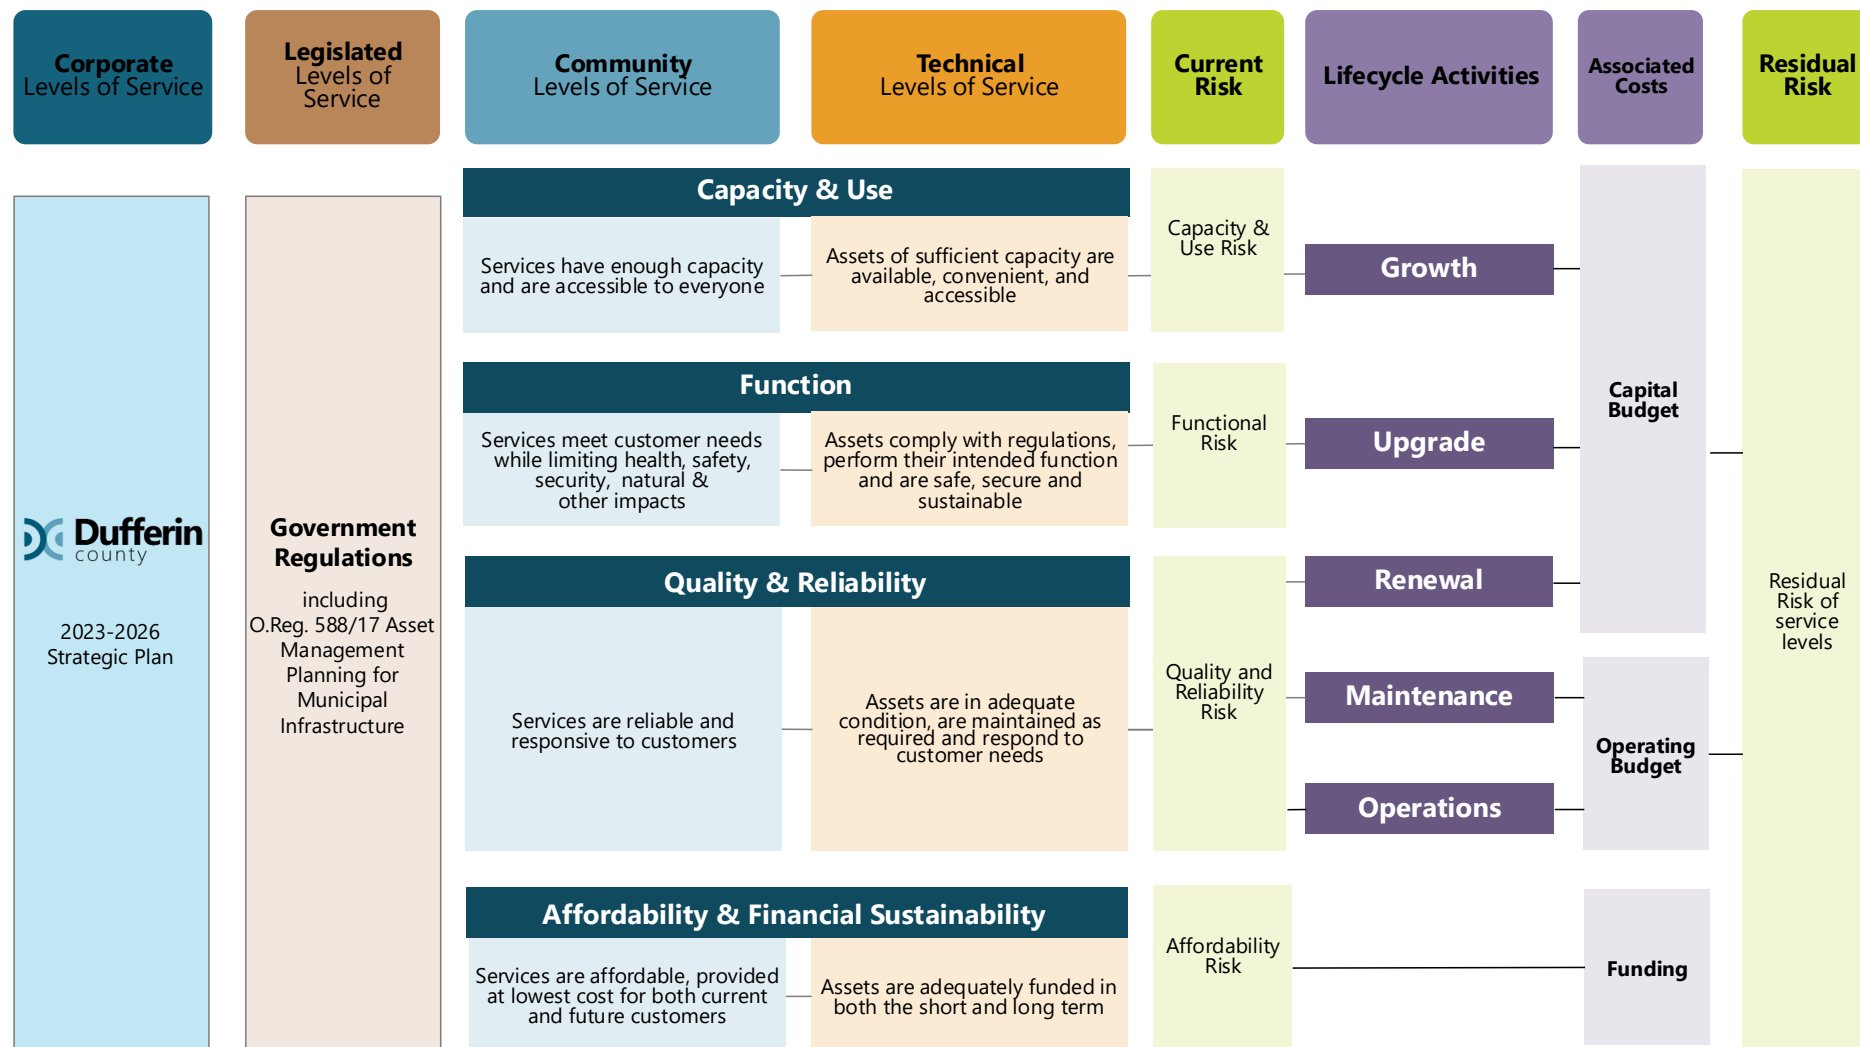 Corporate
Levels of Service
Legislated
Levels of
Service
Community
Levels of Service
Technical
Levels of Service
Current
Risk
Lifecycle Activities
Associated
Costs
Residual
Risk
Dufferin
county
2023-2026
Strategic Plan
Government
Regulations
including
O.Reg. 588/17 Asset
Management
Planning for
Municipal
Infrastructure
Capacity & Use
Services have enough capacity
and are accessible to everyone
Assets of sufficient capacity are
available, convenient, and
accessible
Capacity &
Use Risk
Growth
Function
Services meet customer needs
while limiting health, safety,
security, natural &
other impacts
Assets comply with regulations,
perform their intended function
and are safe, secure and
sustainable
Functional
Risk
Upgrade
Capital
Budget
Quality & Reliability
Services are reliable and
responsive to customers
Assets are in adequate
condition, are maintained as
required and respond to
customer needs
Quality and
Reliability
Risk
Renewal
Maintenance
Operations
Operating
Budget
Residual
Risk of
service
levels
Affordability & Financial Sustainability
Services are affordable, provided
at lowest cost for both current
and future customers
Assets are adequately funded in
both the short and long term
Affordability
Risk
Funding